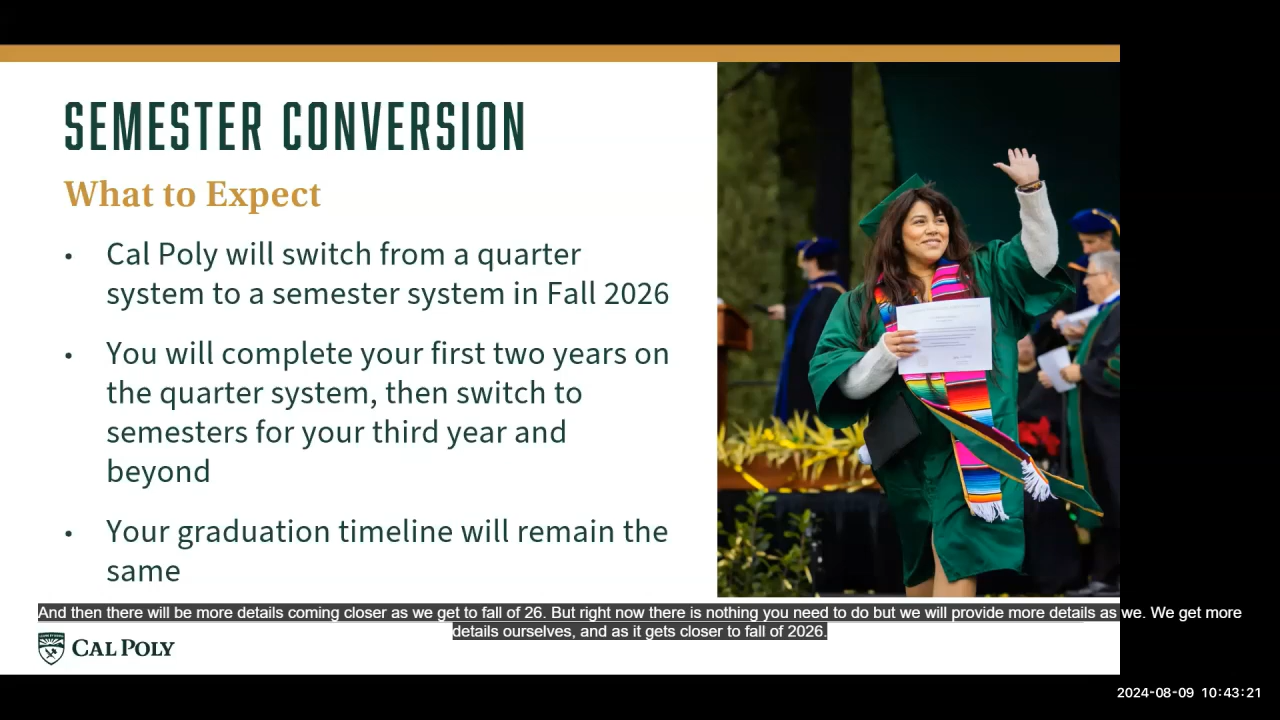 SEMESTER CONVERSION
What to Expect
• Cal Poly will switch from a quarter
system to a semester system in Fall 2026
• You will complete your first two years on
the quarter system, then switch to
semesters for your third year and
beyond
• Your graduation timeline will remain the
same
And then there will be more details coming closer as we get to fall of 26. But right now there is nothing you need to do but we will provide more details as we. We get more
details ourselves, and as it gets closer to fall of 2026.
CAL POLY
2024-08-09 10:43:21